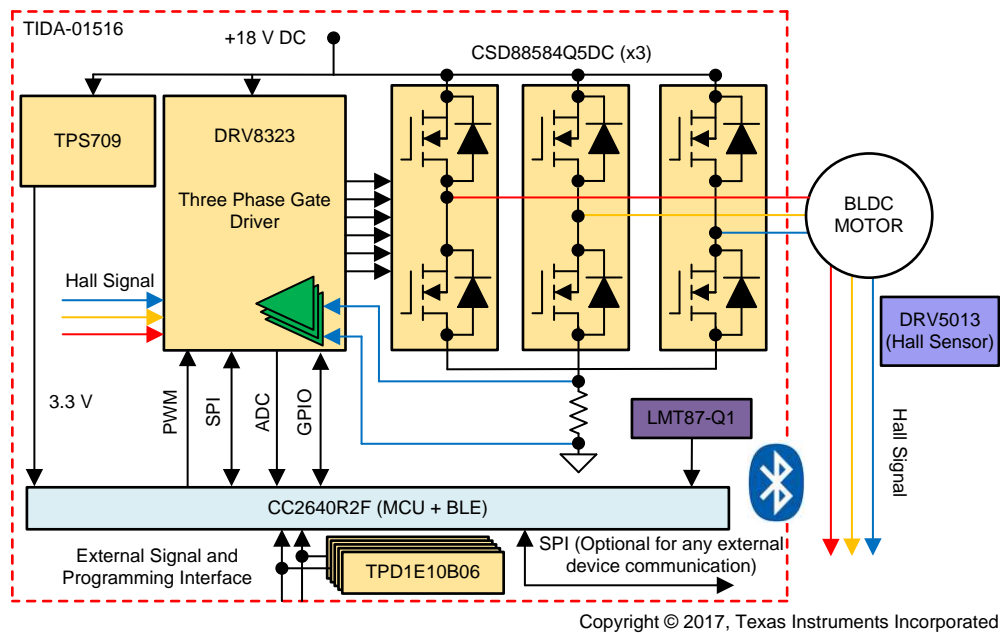 TIDA-01516
+18 V DC
CSD88584Q5DC (x3)
TPS709
DRV8323
Three Phase Gate
Driver
BLDC
MOTOR
Hall Signal
DRV5013
(Hall Sensor)
3.3 V
PWM
SPI
ADC
GPIO
LMT87-Q1
Hall Signal
CC2640R2F (MCU + BLE)
External Signal and
Programming Interface
TPD1E10B06
SPI (Optional for any external
device communication)
Copyright © 2017, Texas Instruments Incorporated